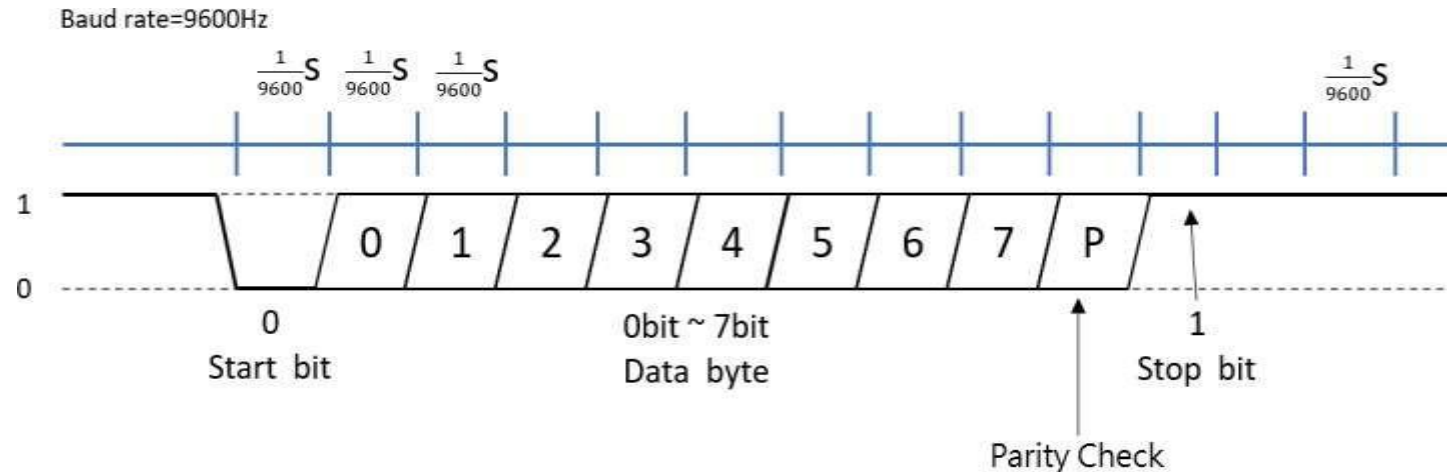 Baud rate=9600Hz
1/9600 S 1/9600 S 1/9600 S 1/9600 S
1
0 1 2 3 4 5 6 7 P
0
0 0bit ~ 7bit 1
Start bit Data byte Stop bit
Parity Check